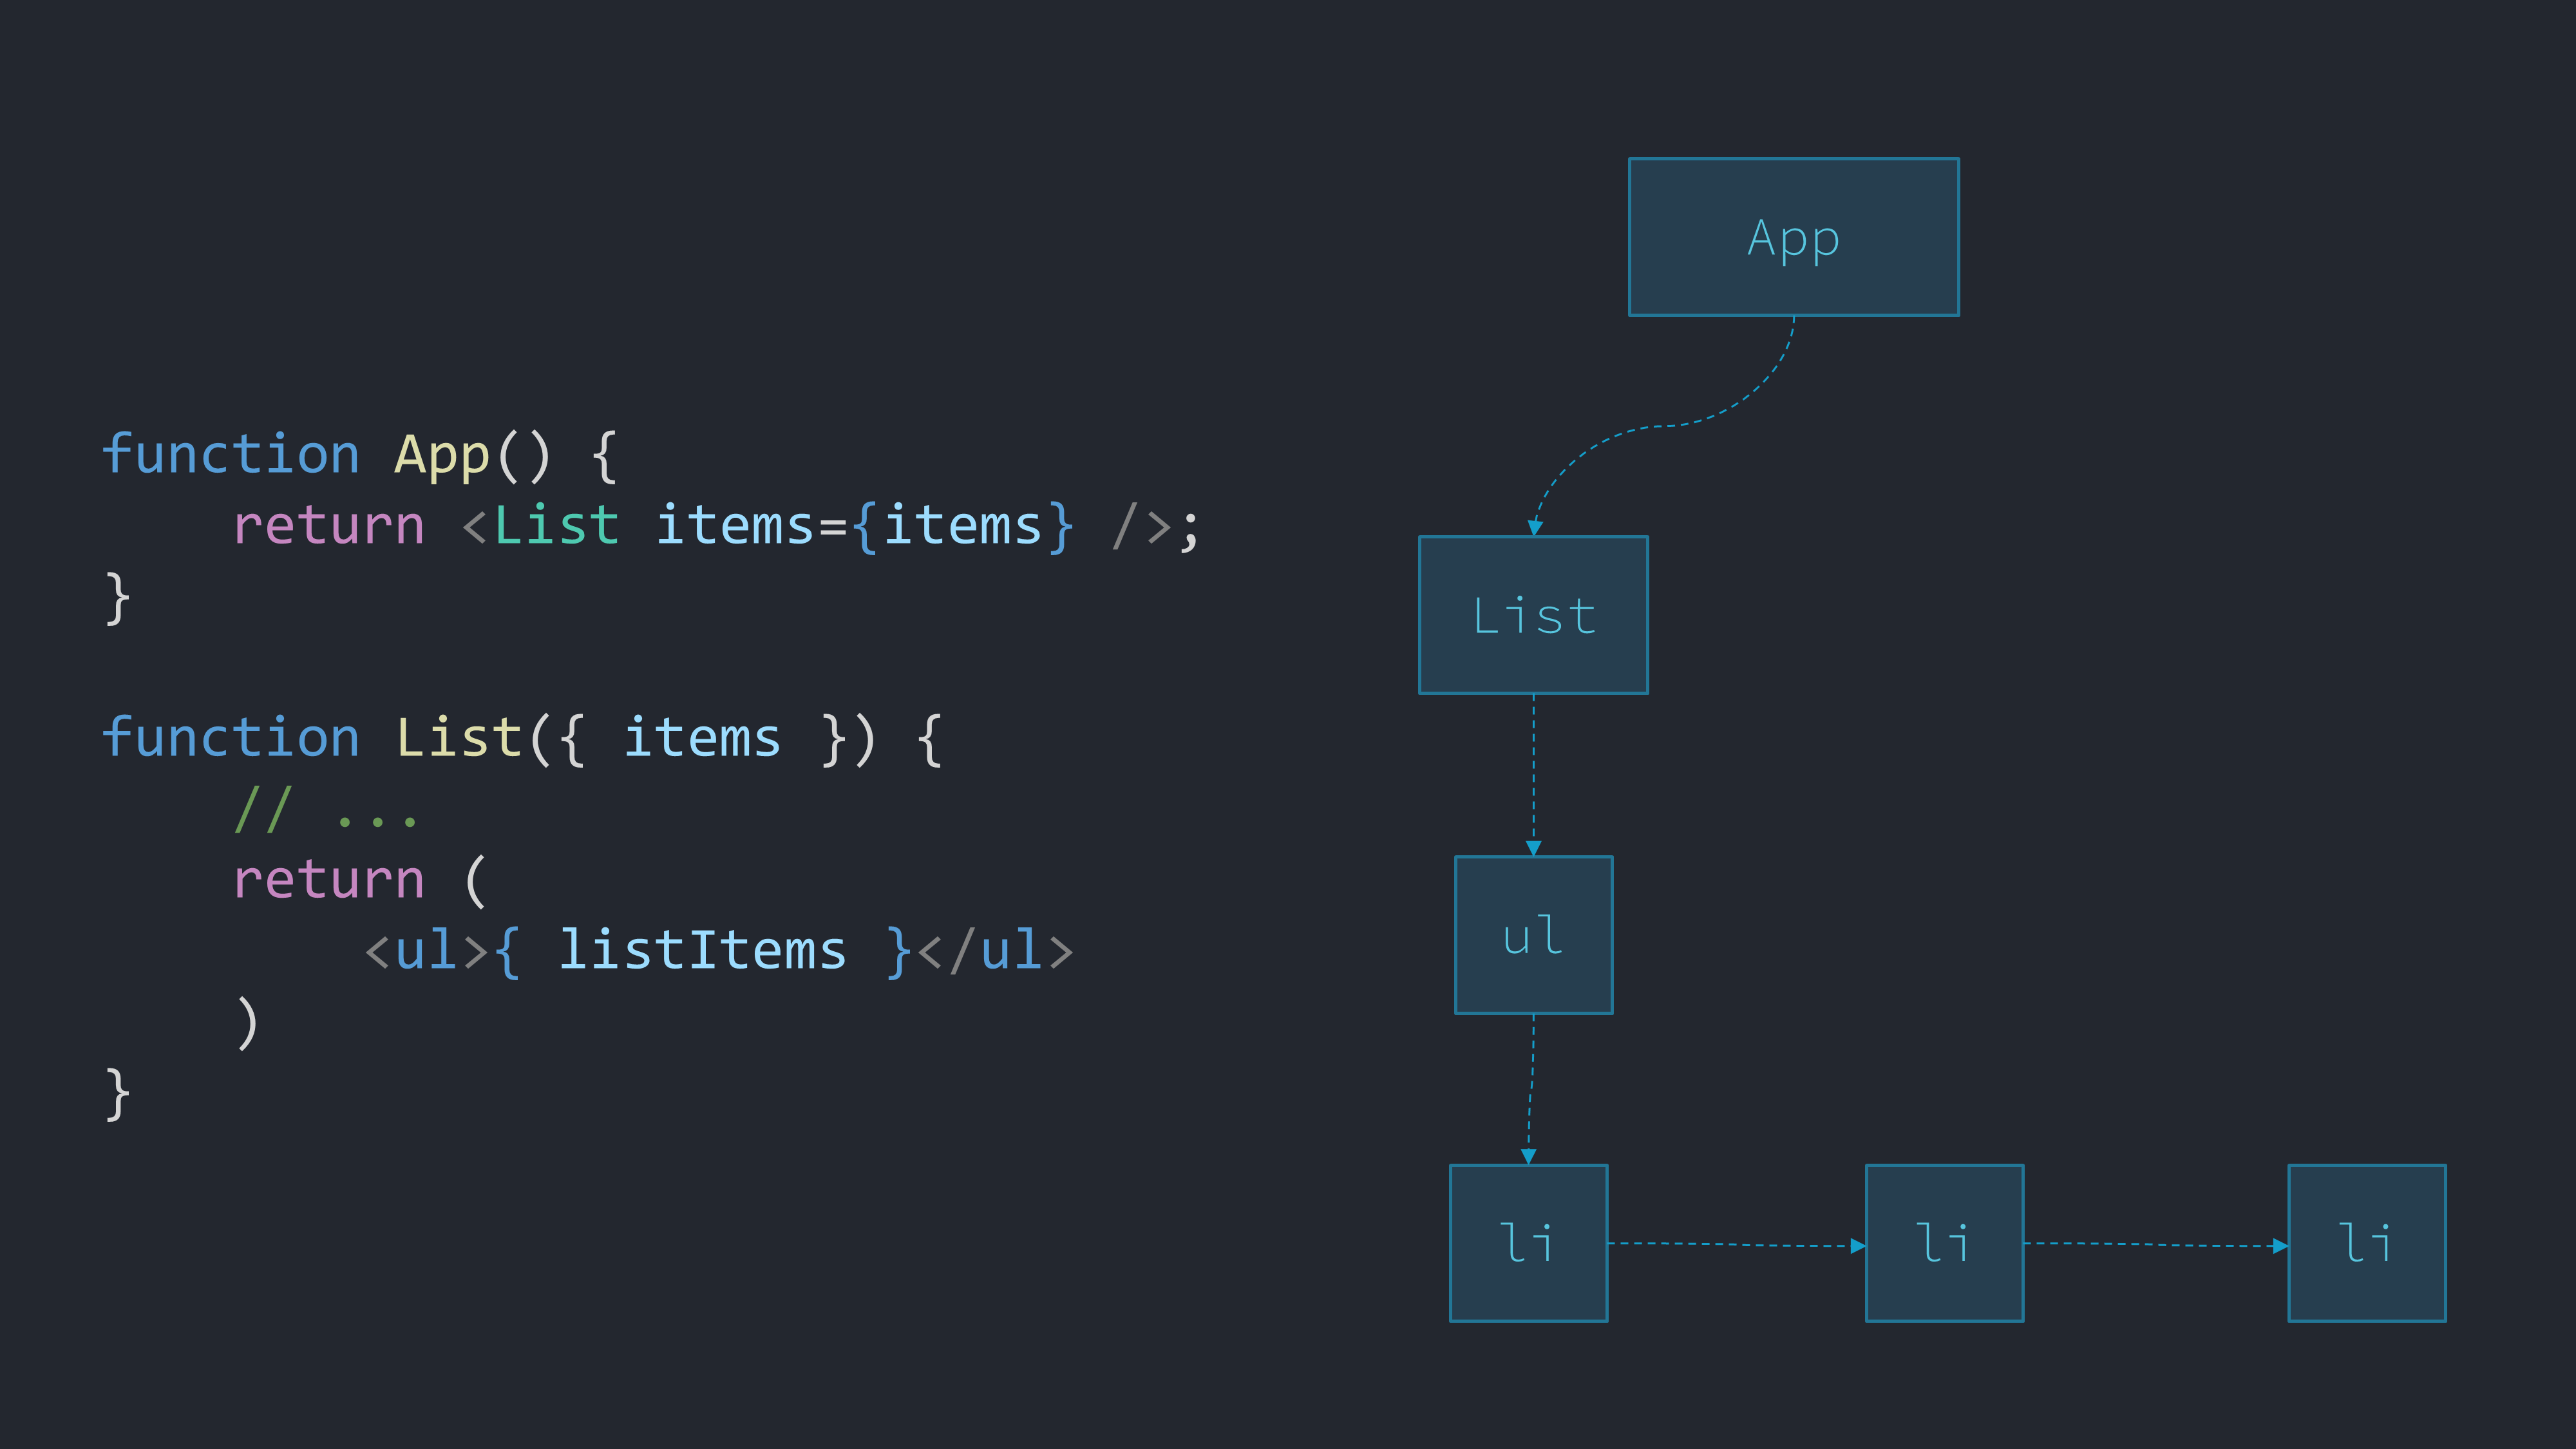 function App() {
    return <List items={items} />;
}

function List({ items }) {
    // ...
    return (
        <ul>{ listItems }</ul>
    )
}
App
List
ul
li
li
li